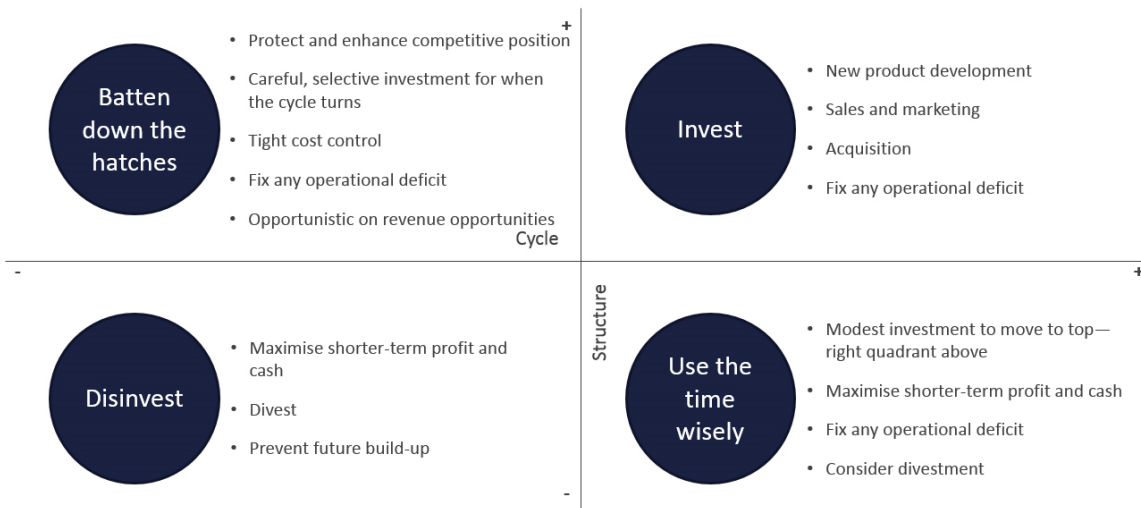 Batten
down the
hatches
• Protect and enhance competitive position
• Careful, selective investment for when
the cycle turns
• Tight cost control
• Fix any operational deficit
• Opportunistic on revenue opportunities
+
Invest
• New product development
• Sales and marketing
• Acquisition
• Fix any operational deficit
Cycle
-
+
Structure
Disinvest
• Maximise shorter-term profit and
cash
• Divest
• Prevent future build-up
-
Use the
time
wisely
• Modest investment to move to top—
right quadrant above
• Maximise shorter-term profit and cash
• Fix any operational deficit
• Consider divestment